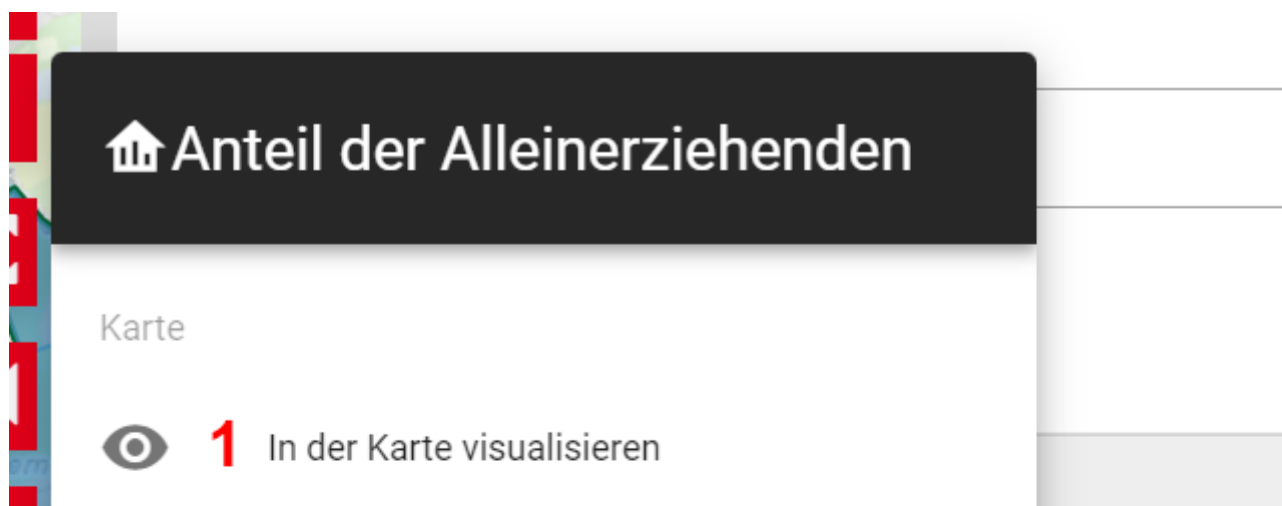 Anteil der Alleinerziehenden
Karte
1 In der Karte visualisieren